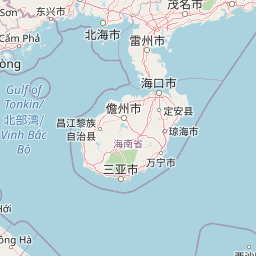 东兴市
茂名市
Cẩm Phả
北海市
雷州市
òng
Gulf of
Tonkin/
北部湾/
Vịnh Bắc
Bộ
海口市
儋州市
定安县
昌江黎族
自治县
琼海市
海南省
万宁市
三亚市
Hới
ng Hà